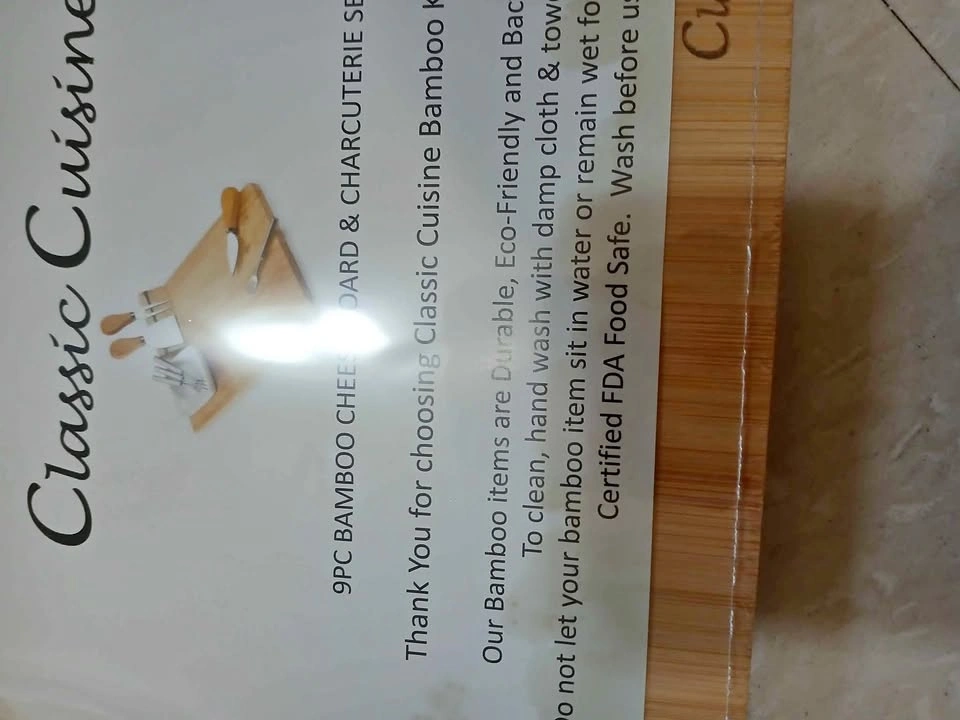 Classic Cuisine
9PC BAMBOO CHEES OARD & CHARCUTERIE SE
Thank You for choosing Classic Cuisine Bamboo K
Our Bamboo items are Durable, Eco-Friendly and Bac
To clean, hand wash with damp cloth & towe
Do not let your bamboo item sit in water or remain wet fo
Certified FDA Food Safe. Wash before us
Cu